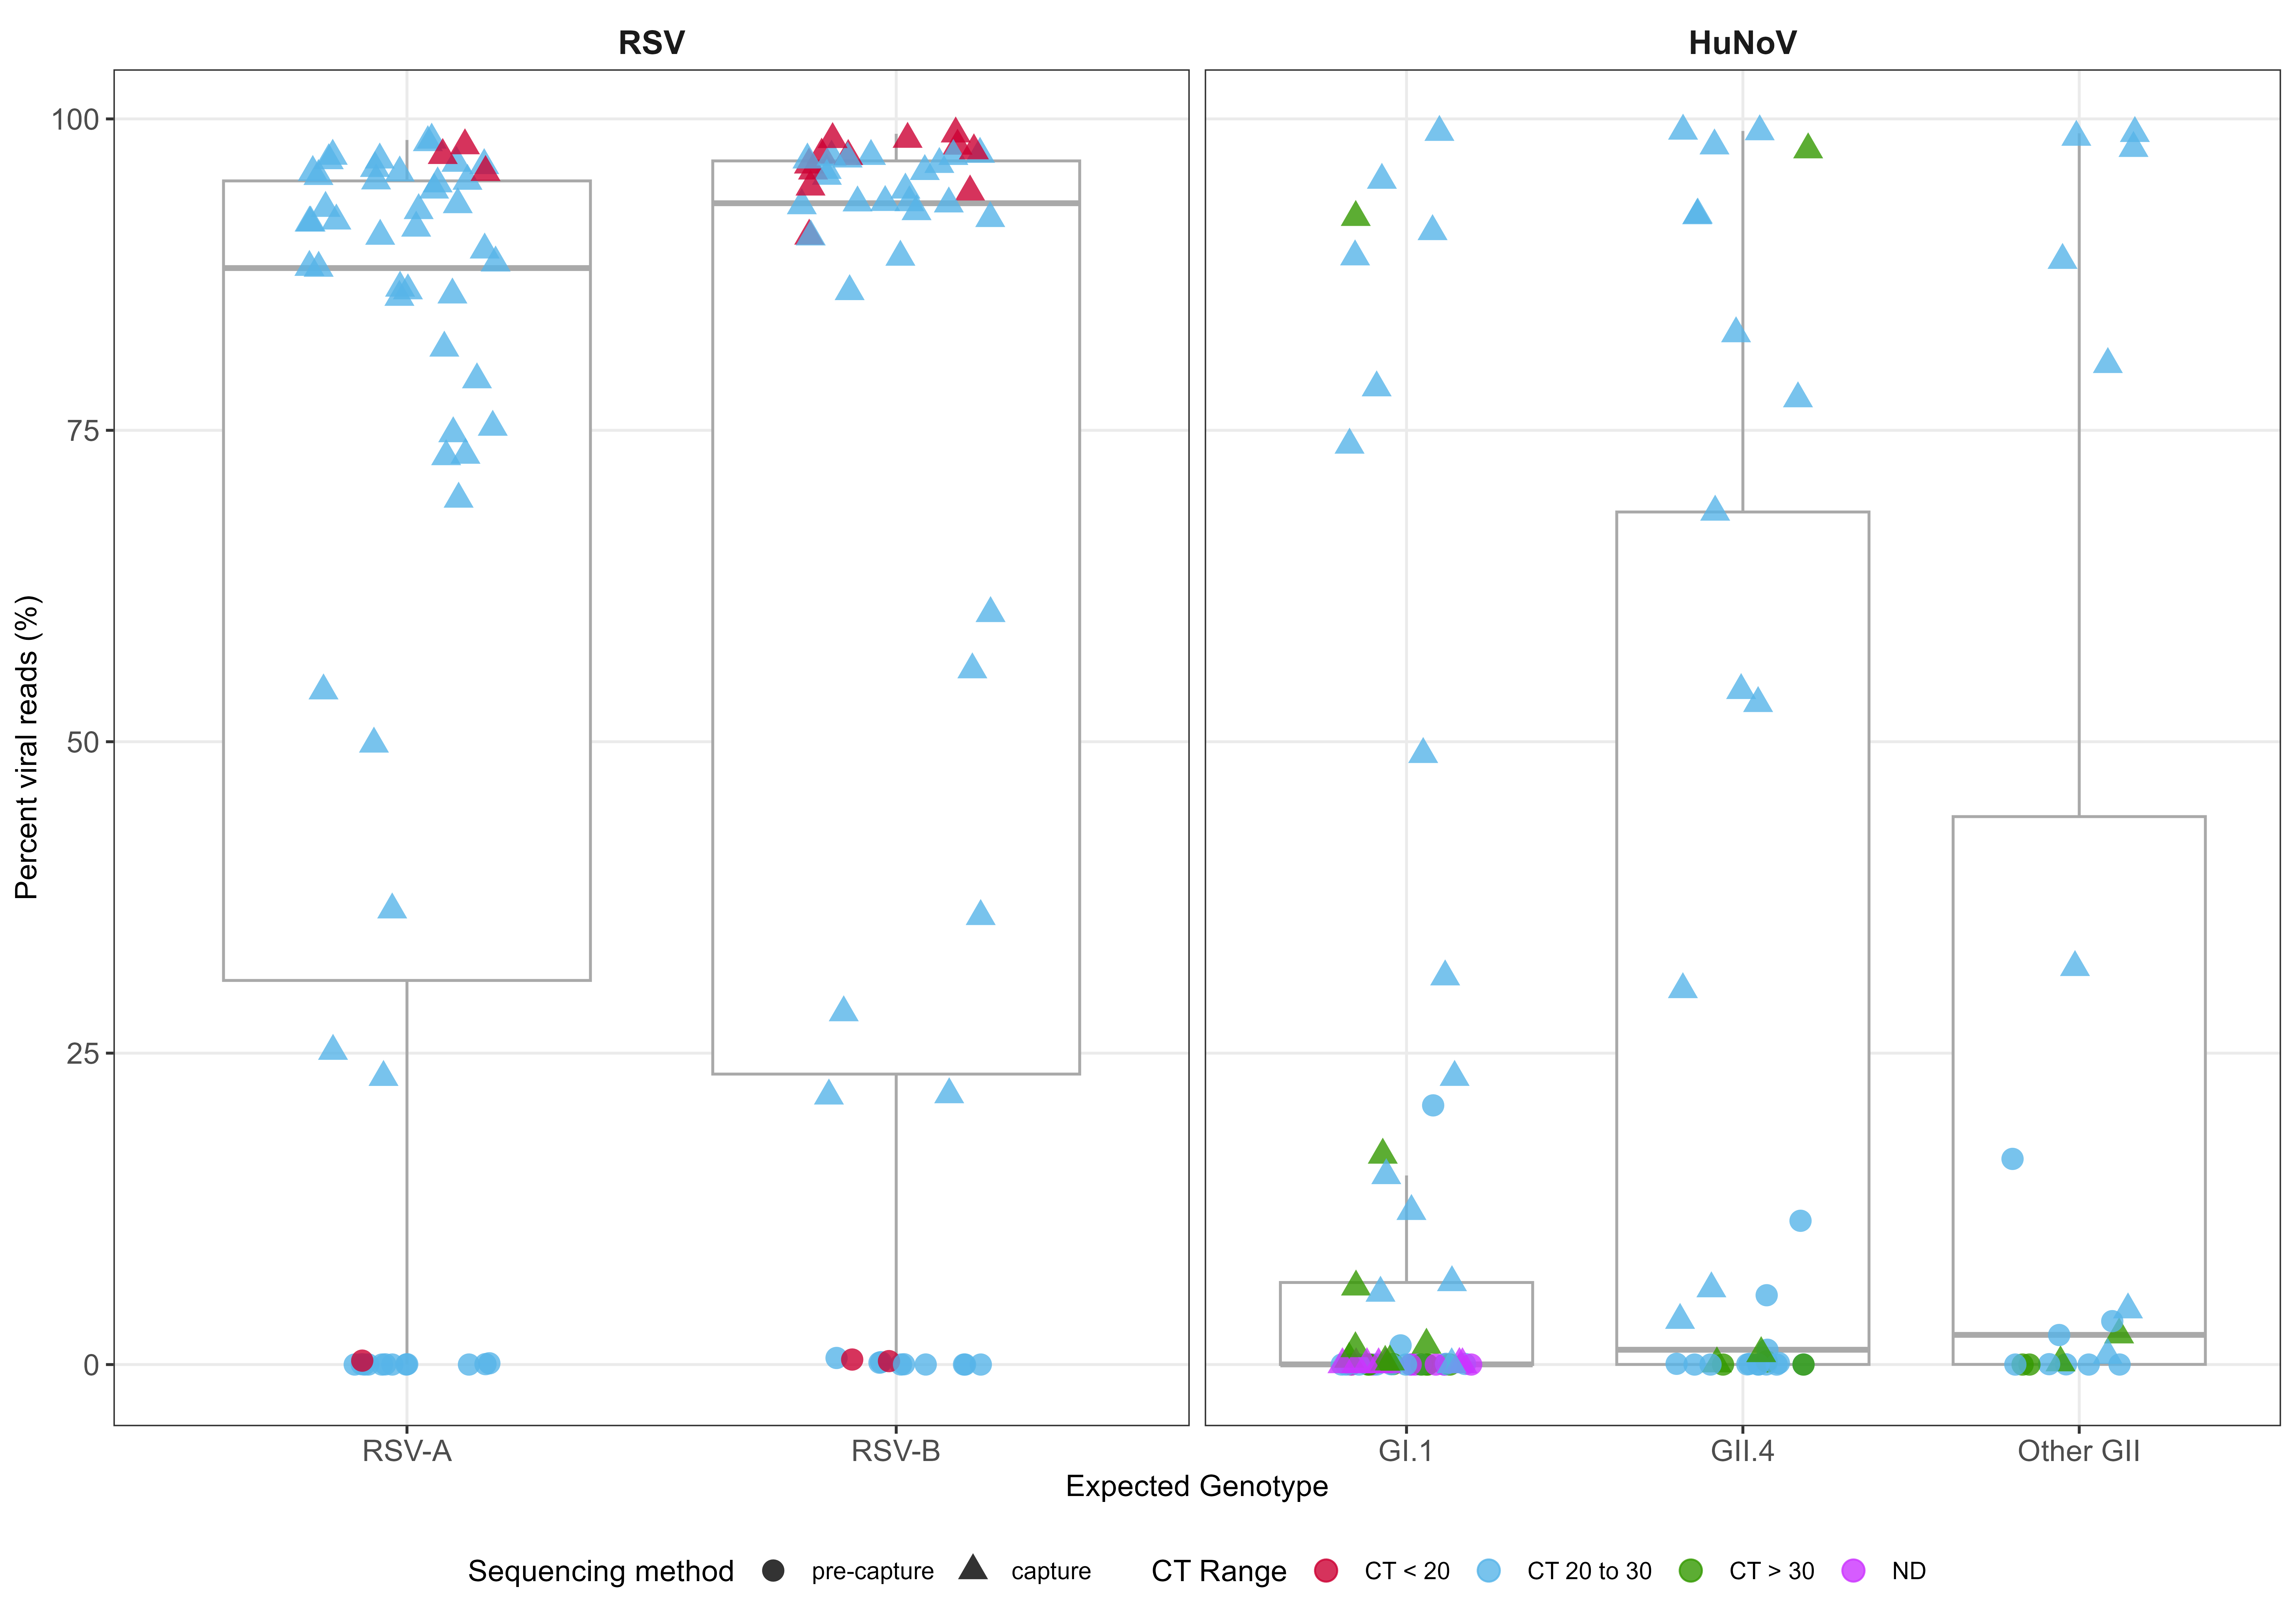 RSV
HuNoV
100
75
50
25
0
Percent viral reads (%)
RSV-A
RSV-B
GI.1
GII.4
Other GII
Expected Genotype
Sequencing method pre-capture capture CT Range CT < 20 CT 20 to 30 CT > 30 ND